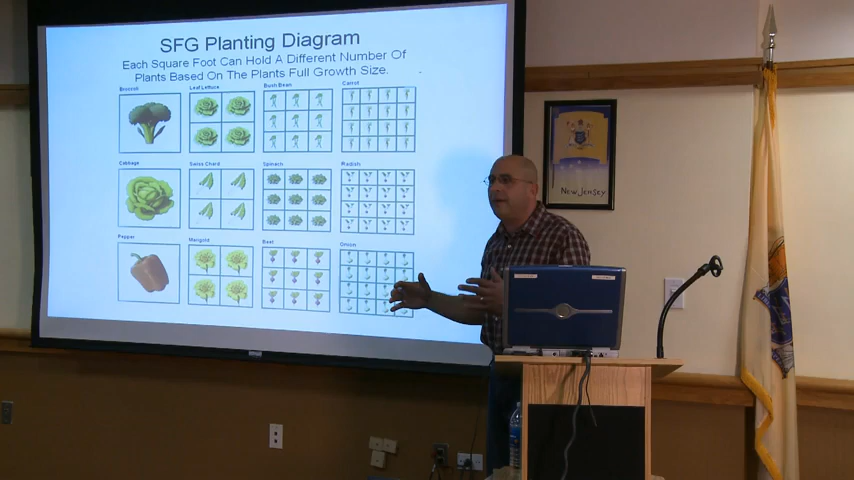 SFG Planting Diagram
Each Square Foot Can Hold A Different Number Of
Plants Based On The Plants Full Growth Size.
Broccoli Leaf Lettuce Bush Bean Carrot
Cabbage Swiss Chard Spinach Radish
Pepper Marigold Beet Onion
New Jersey